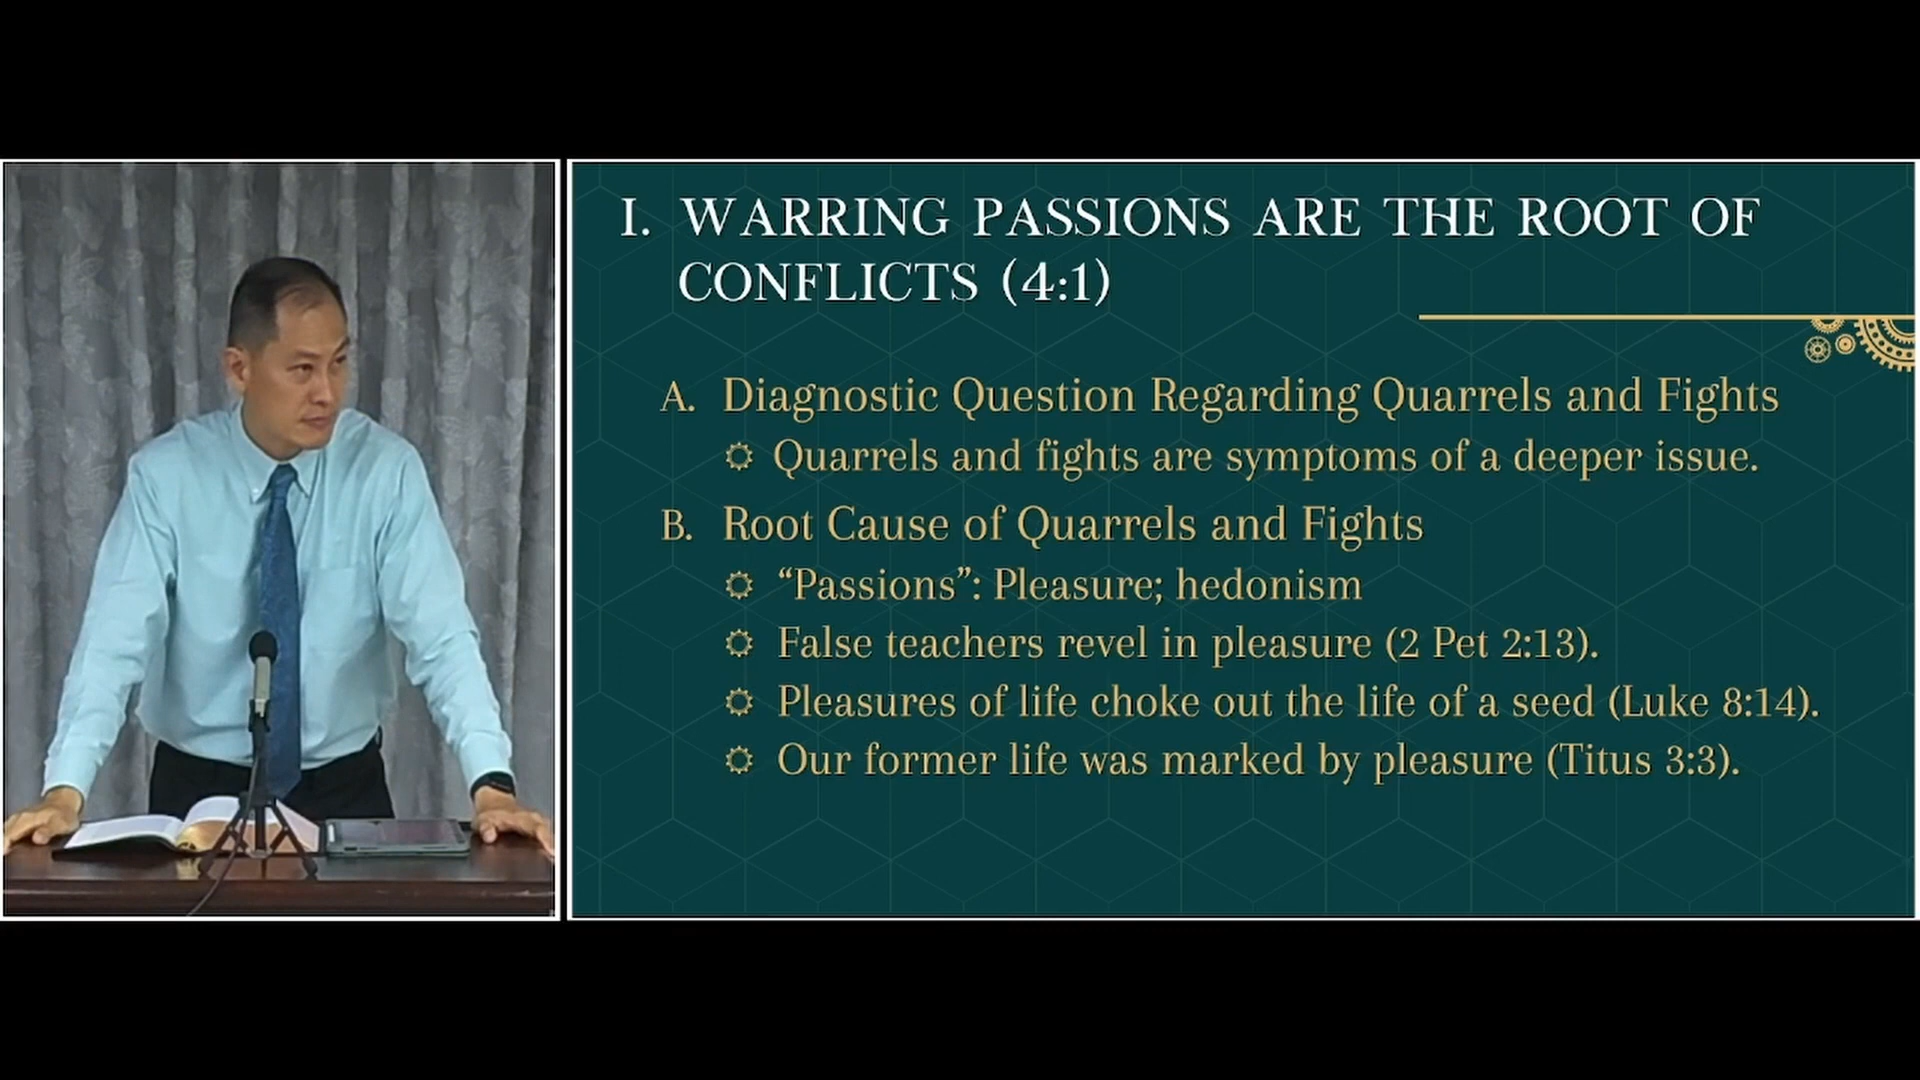 I. WARRING PASSIONS ARE THE ROOT OF
CONFLICTS (4:1)
A. Diagnostic Question Regarding Quarrels and Fights
Quarrels and fights are symptoms of a deeper issue.
B. Root Cause of Quarrels and Fights
“Passions”: Pleasure; hedonism
False teachers revel in pleasure (2 Pet 2:13).
Pleasures of life choke out the life of a seed (Luke 8:14).
Our former life was marked by pleasure (Titus 3:3).